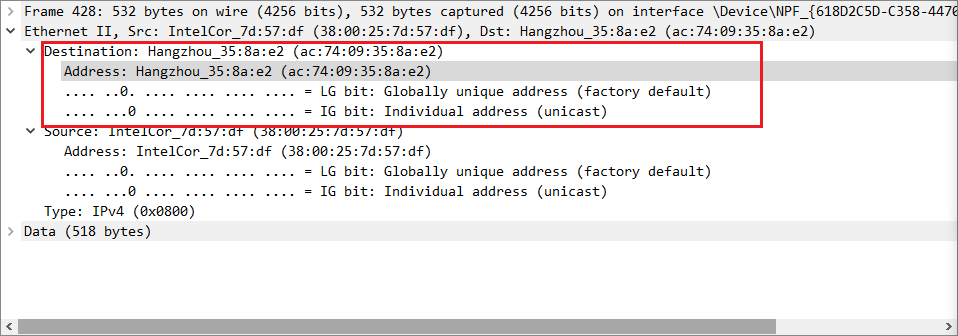 Frame 428: 532 bytes on wire (4256 bits), 532 bytes captured (4256 bits) on interface \Device\NPF_{618D2C5D-C358-4470
Ethernet II, Src: IntelCor_7d:57:df (38:00:25:7d:57:df), Dst: Hangzhou_35:8a:e2 (ac:74:09:35:8a:e2)
Destination: Hangzhou_35:8a:e2 (ac:74:09:35:8a:e2)
Address: Hangzhou_35:8a:e2 (ac:74:09:35:8a:e2)
.... ..0. .... .... .... .... = LG bit: Globally unique address (factory default)
.... ...0 .... .... .... .... = IG bit: Individual address (unicast)
Source: IntelCor_7d:57:df (38:00:25:7d:57:df)
Address: IntelCor_7d:57:df (38:00:25:7d:57:df)
.... ..0. .... .... .... .... = LG bit: Globally unique address (factory default)
.... ...0 .... .... .... .... = IG bit: Individual address (unicast)
Type: IPv4 (0x0800)
Data (518 bytes)